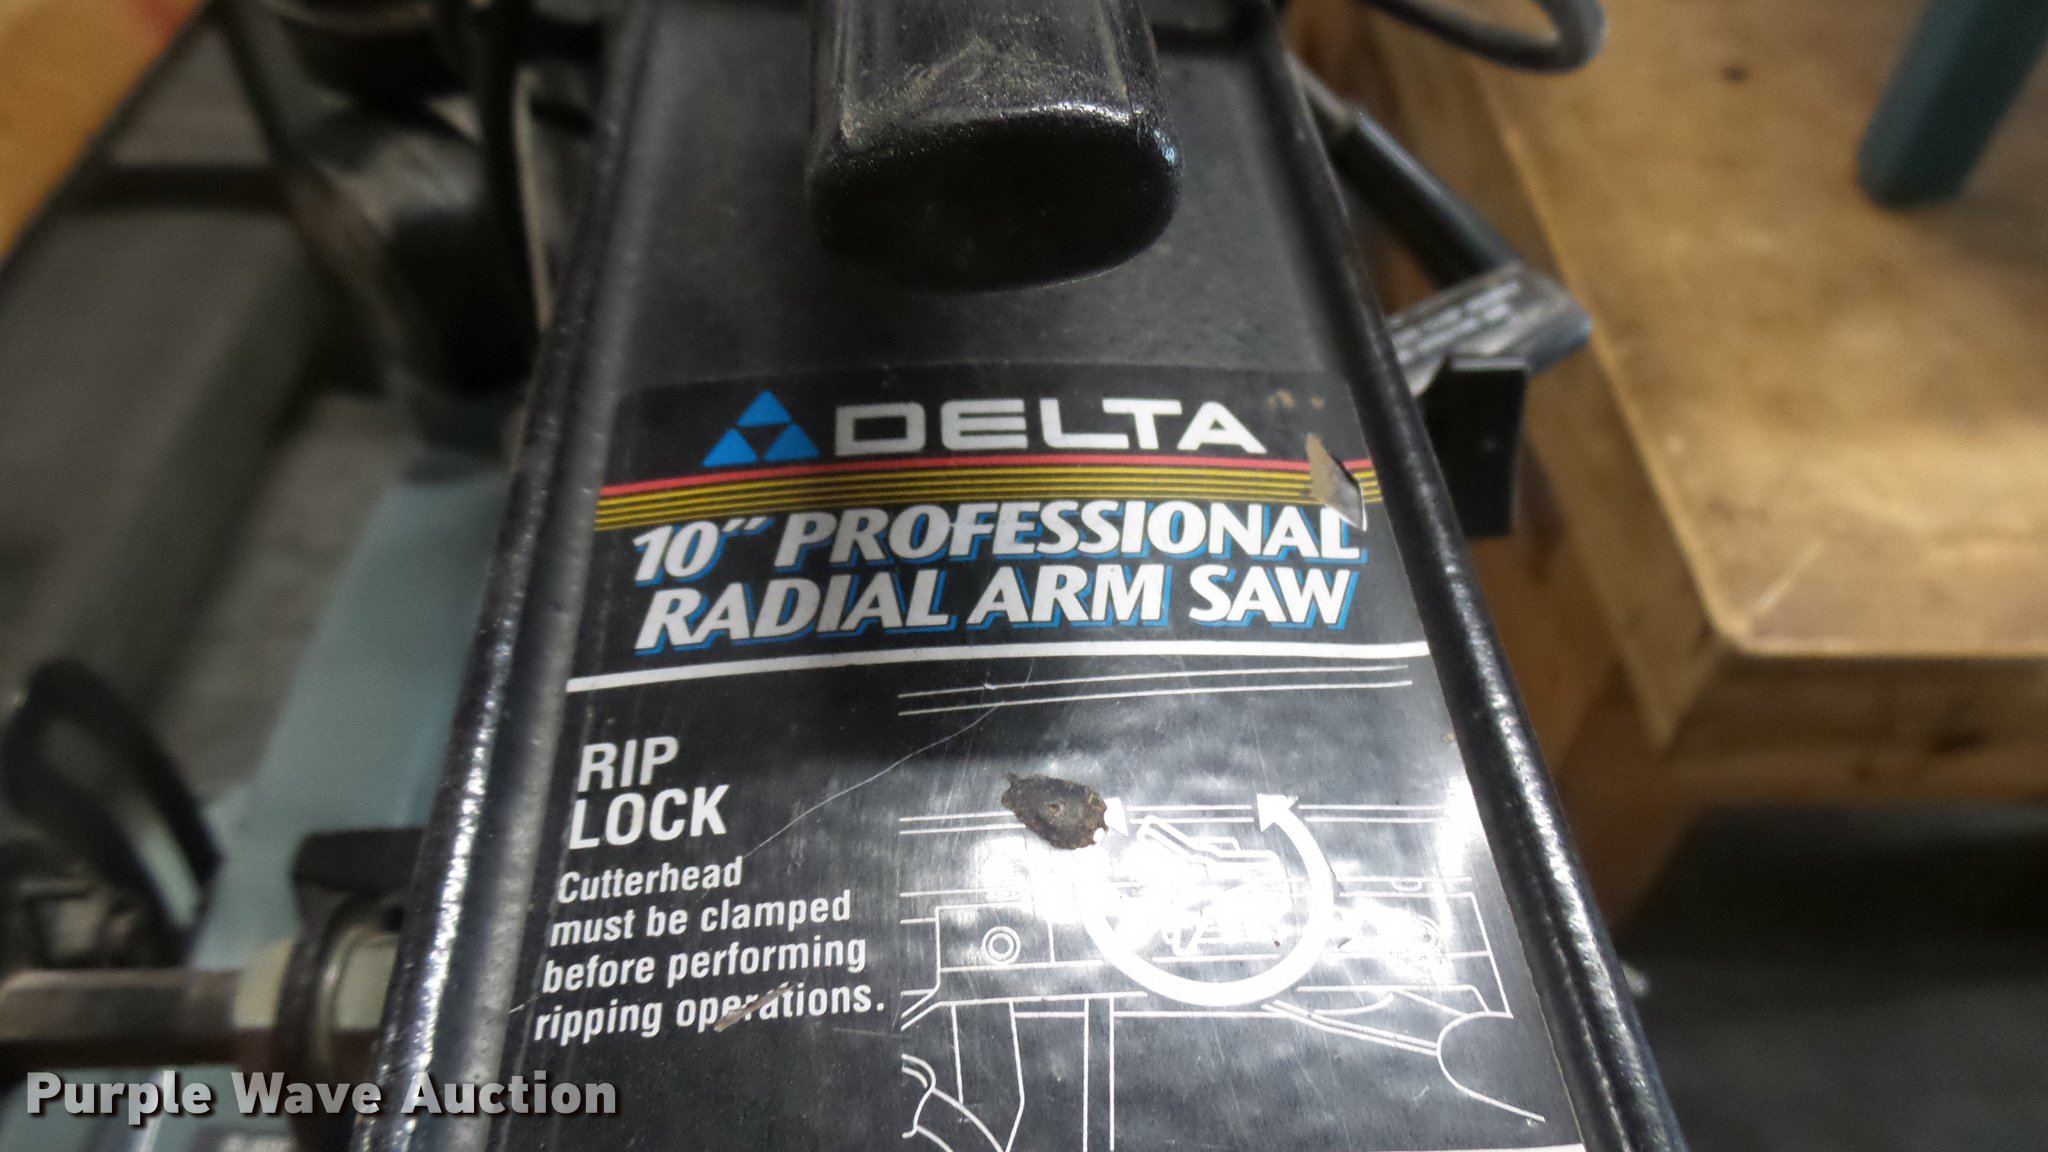 DELTA
10" PROFESSIONAL
RADIAL ARM SAW
RIP
LOCK
Cutterhead
must be clamped
before performing
ripping operations.
Purple Wave Auction